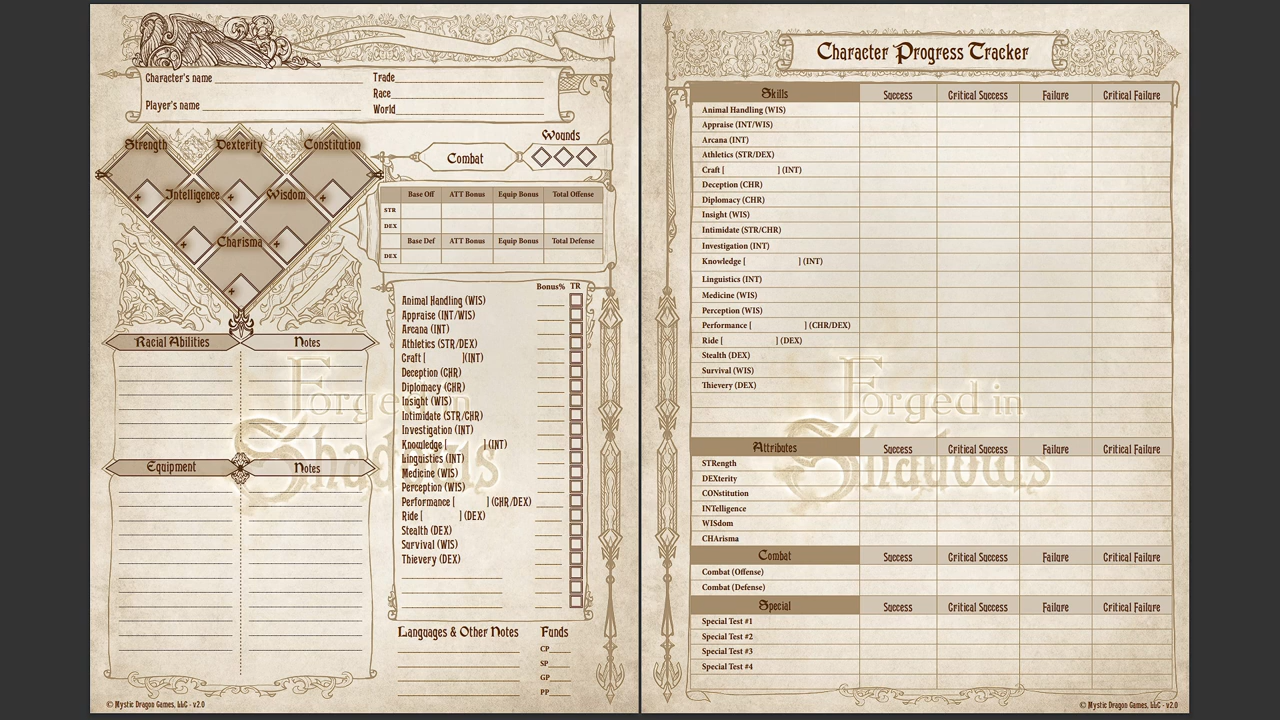 Character's name
Player's name
Trade
Race
World
Strength
Dexterity
Constitution
Intelligence
Wisdom
Charisma
+
+
+
+
+
+
Wounds
Combat
Base Off ATT Bonus Equip Bonus Total Offense
STR
DEX
Base Def ATT Bonus Equip Bonus Total Defense
DEX
Bonus% TR
Animal Handling (WIS)
Appraise (INT/WIS)
Arcana (INT)
Athletics (STR/DEX)
Craft [ ](INT)
Deception (CHR)
Diplomacy (CHR)
Insight (WIS)
Intimidate (STR/CHR)
Investigation (INT)
Knowledge [ ] (INT)
Linguistics (INT)
Medicine (WIS)
Perception (WIS)
Performance [ ] (CHR/DEX)
Ride [ ] (DEX)
Stealth (DEX)
Survival (WIS)
Thievery (DEX)
Racial Abilities Notes
Equipment Notes
Forged in
Shadows
Languages & Other Notes
Funds
CP
SP
GP
PP
© Mystic Dragon Games, LLC - v2.0
Character Progress Tracker
Skills Success Critical Success Failure Critical Failure
Animal Handling (WIS)
Appraise (INT/WIS)
Arcana (INT)
Athletics (STR/DEX)
Craft [ ] (INT)
Deception (CHR)
Diplomacy (CHR)
Insight (WIS)
Intimidate (STR/CHR)
Investigation (INT)
Knowledge [ ] (INT)
Linguistics (INT)
Medicine (WIS)
Perception (WIS)
Performance [ ] (CHR/DEX)
Ride [ ] (DEX)
Stealth (DEX)
Survival (WIS)
Thievery (DEX)
Forged in
Shadows
Attributes Success Critical Success Failure Critical Failure
STRength
DEXterity
CONstitution
INTelligence
WISdom
CHArisma
Combat Success Critical Success Failure Critical Failure
Combat (Offense)
Combat (Defense)
Special Success Critical Success Failure Critical Failure
Special Test #1
Special Test #2
Special Test #3
Special Test #4
© Mystic Dragon Games, LLC - v2.0